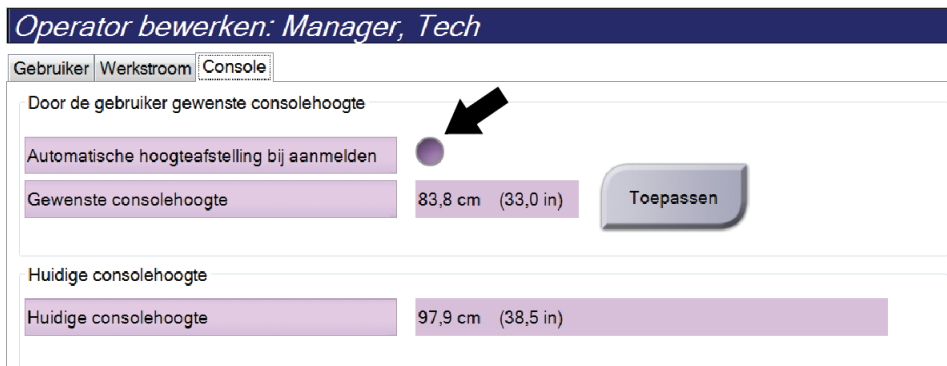 Operator bewerken: Manager, Tech
Gebruiker Werkstroom Console
Door de gebruiker gewenste consolehoogte
Automatische hoogteafstelling bij aanmelden
Gewenste consolehoogte 83,8 cm (33,0 in) Toepassen
Huidige consolehoogte
Huidige consolehoogte 97,9 cm (38,5 in)